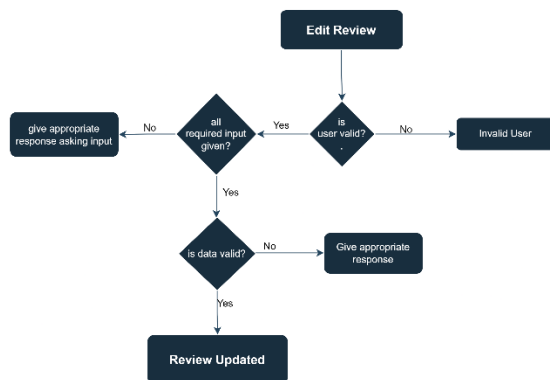 Edit Review
all
required input
given?
is
user valid?
.
Yes
No
Invalid User
No
give appropriate
response asking input
Yes
is data valid?
No
Give appropriate
response
Yes
Review Updated